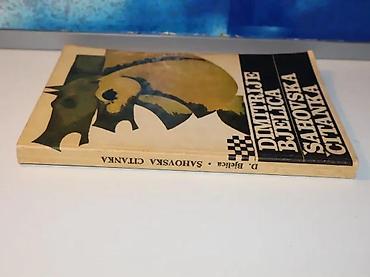 DIMITRIJE
BJELICA
ŠAHOVSKA
ČITANKA
D. Bjelica • ŠAHOVSKA ČITANKA